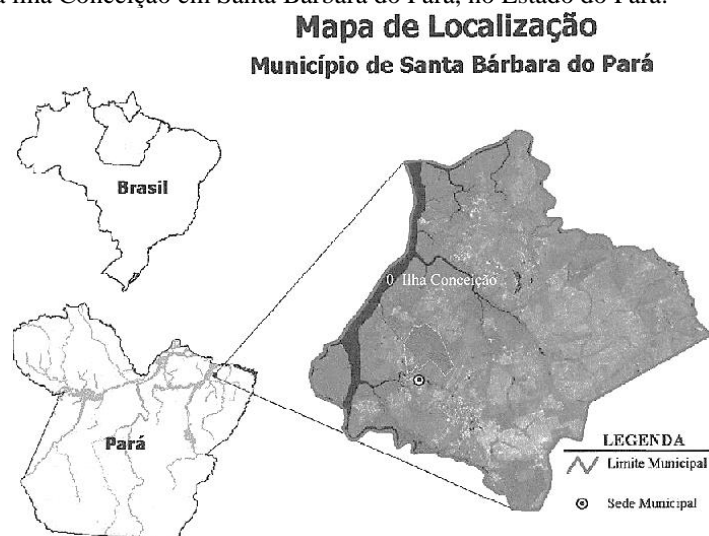 Ilha Conceição em Santa Bárbara do Pará, no Estado do Pará.
Mapa de Localização
Município de Santa Bárbara do Pará
Brasil
0 Ilha Conceição
Pará
LEGENDA
Limite Municipal
Sede Municipal